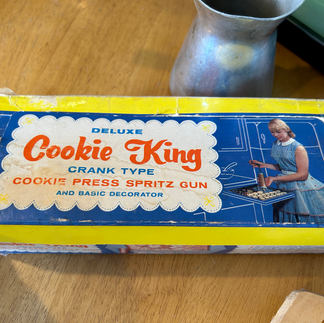 DELUXE
Cookie King
CRANK TYPE
COOKIE PRESS SPRITZ GUN
AND BASIC DECORATOR